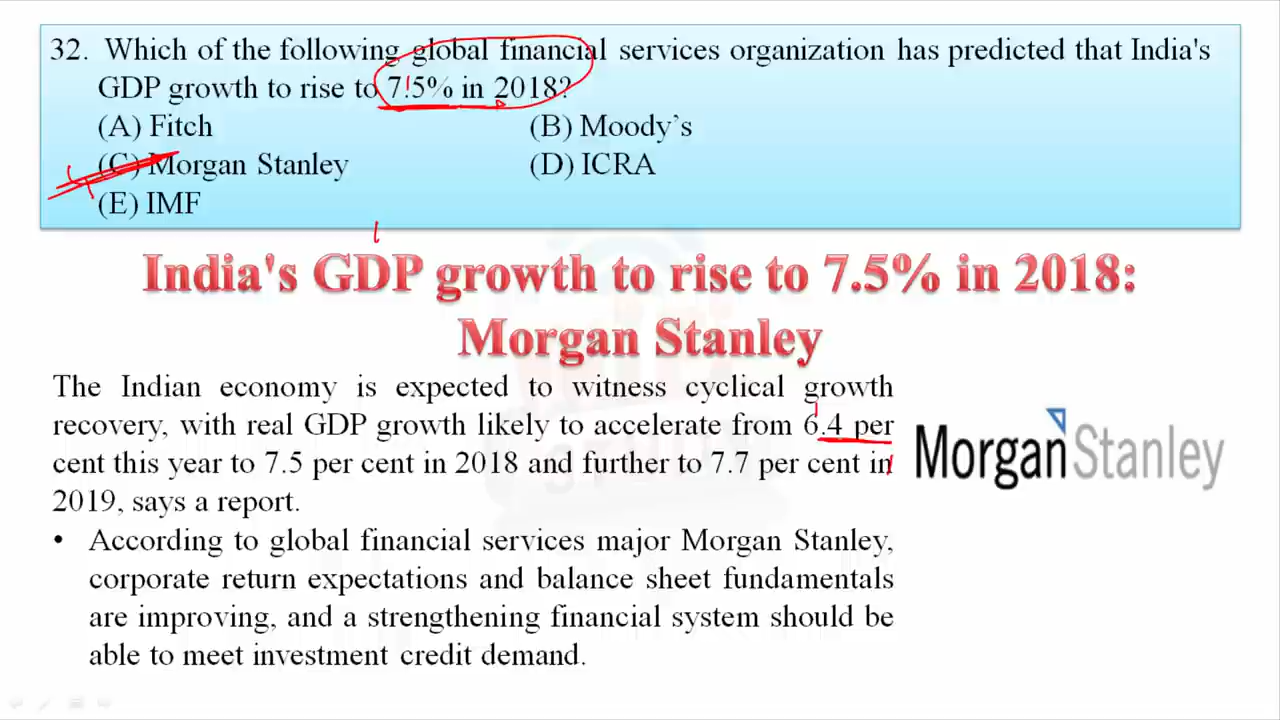 32. Which of the following global financial services organization has predicted that India's
GDP growth to rise to 7.5% in 2018?
(A) Fitch (B) Moody's
(C) Morgan Stanley (D) ICRA
(E) IMF
India's GDP growth to rise to 7.5% in 2018:
Morgan Stanley
The Indian economy is expected to witness cyclical growth
recovery, with real GDP growth likely to accelerate from 6.4 per
cent this year to 7.5 per cent in 2018 and further to 7.7 per cent in
2019, says a report.
Morgan Stanley
• According to global financial services major Morgan Stanley,
corporate return expectations and balance sheet fundamentals
are improving, and a strengthening financial system should be
able to meet investment credit demand.